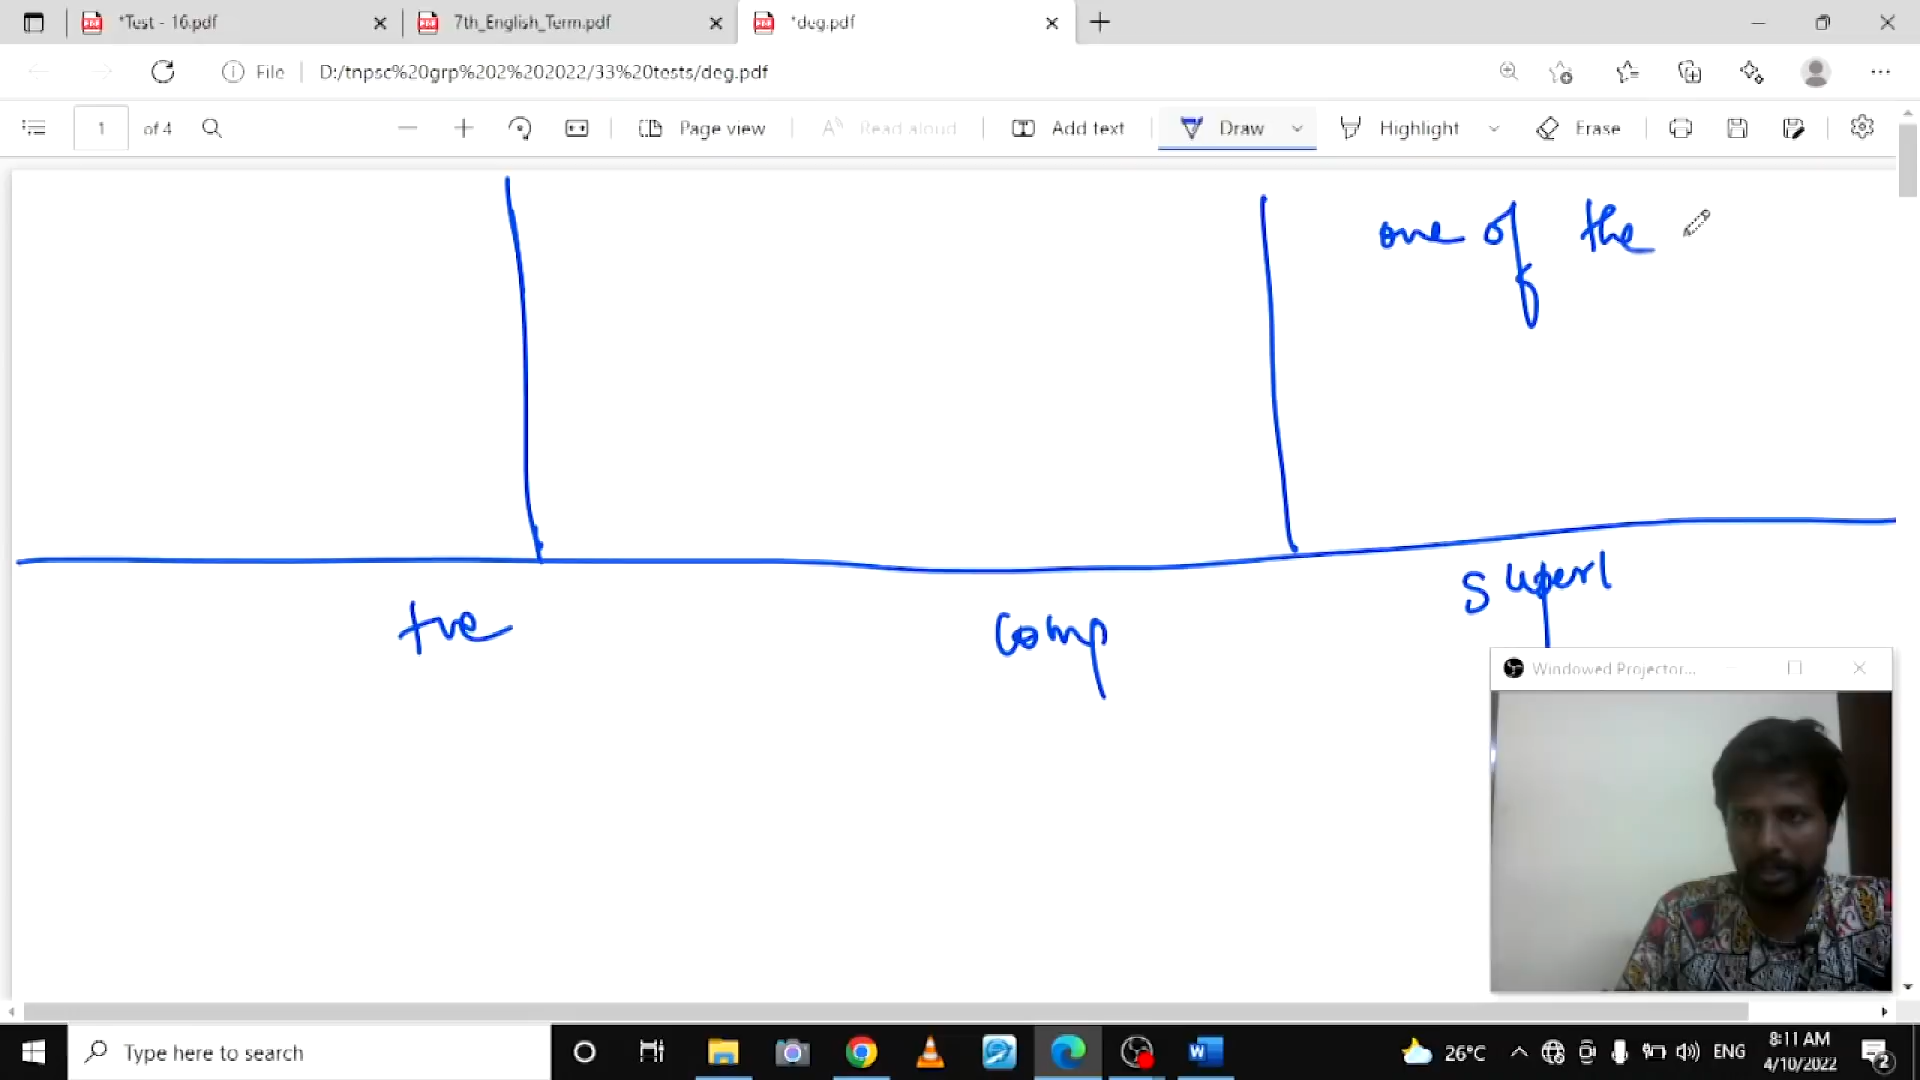 *Test - 16.pdf
7th_English_Term.pdf
*deg.pdf
File
D:/tnpsc%20grp%202%202022/33%20tests/deg.pdf
1 of 4
Page view
Read aloud
Add text
Draw
Highlight
Erase
one of the
+ve
comp
superl
Windowed Projector...
Type here to search
26°C
ENG
8:11 AM
4/10/2022
2